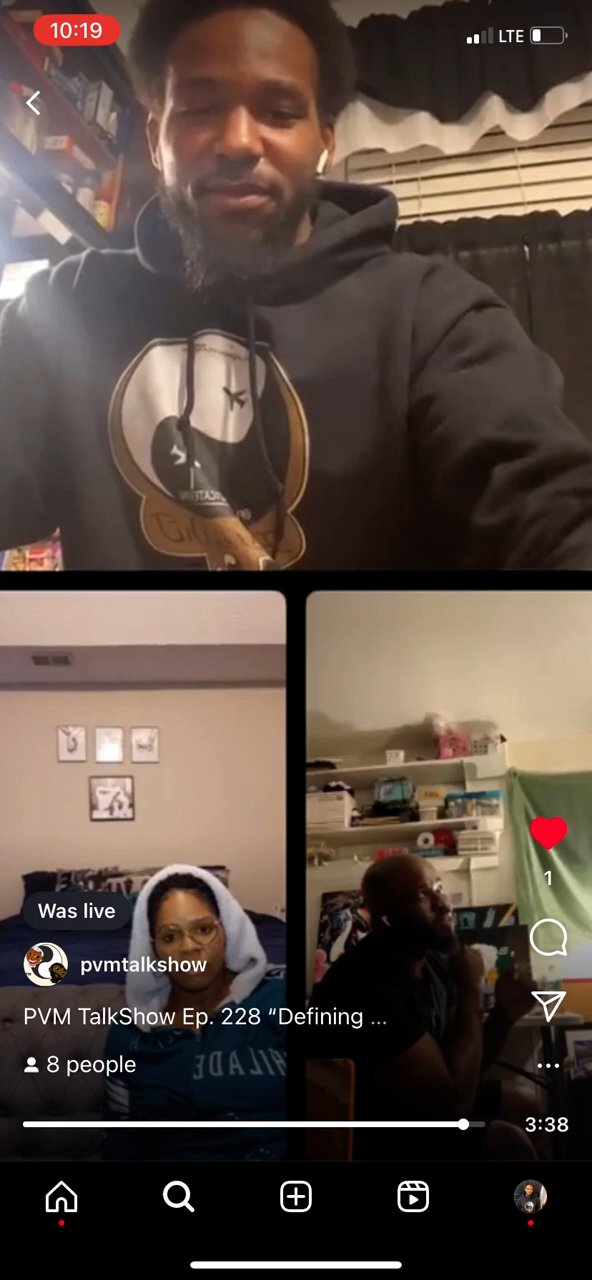 10:19
LTE
Was live
pvmtalkshow
PVM TalkShow Ep. 228 “Defining ...
8 people
3:38
1